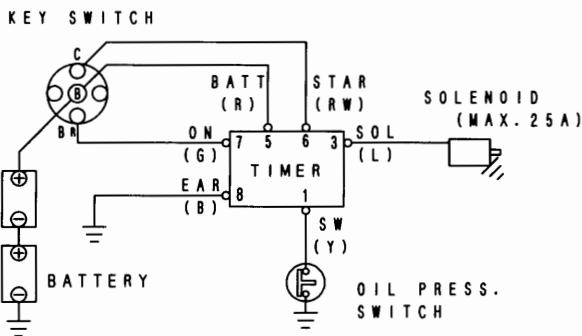 KEY SWITCH
C
B
BR
BATT
(R)
STAR
(RW)
SOLENOID
(MAX. 25A)
ON
(G)
7
5
6
3
SOL
(L)
TIMER
EAR
(B)
8
1
SW
(Y)
BATTERY
OIL PRESS.
SWITCH
+
−
+
−